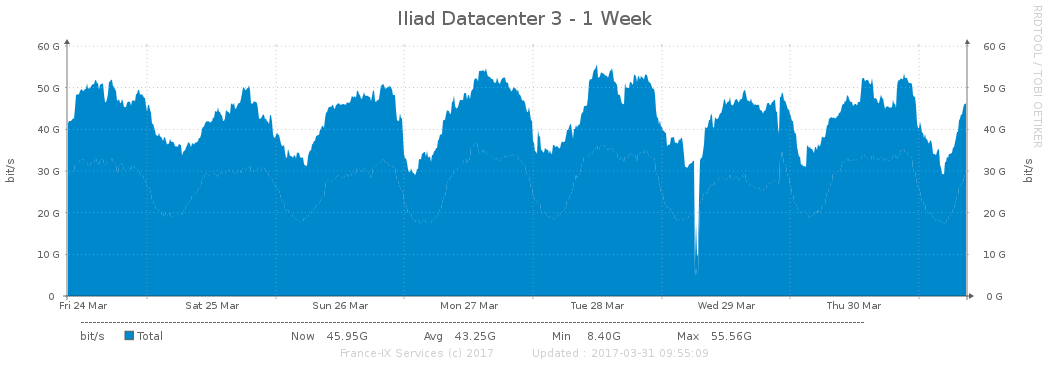 Iliad Datacenter 3 - 1 Week
RRDTOOL / TOBI OETIKER
bit/s
60 G
50 G
40 G
30 G
20 G
10 G
0
60 G
50 G
40 G
30 G
20 G
10 G
0 G
bit/s
Fri 24 Mar Sat 25 Mar Sun 26 Mar Mon 27 Mar Tue 28 Mar Wed 29 Mar Thu 30 Mar
bit/s Total Now 45.95G Avg 43.25G Min 8.40G Max 55.56G
France-IX Services (c) 2017 Updated : 2017-03-31 09:55:09